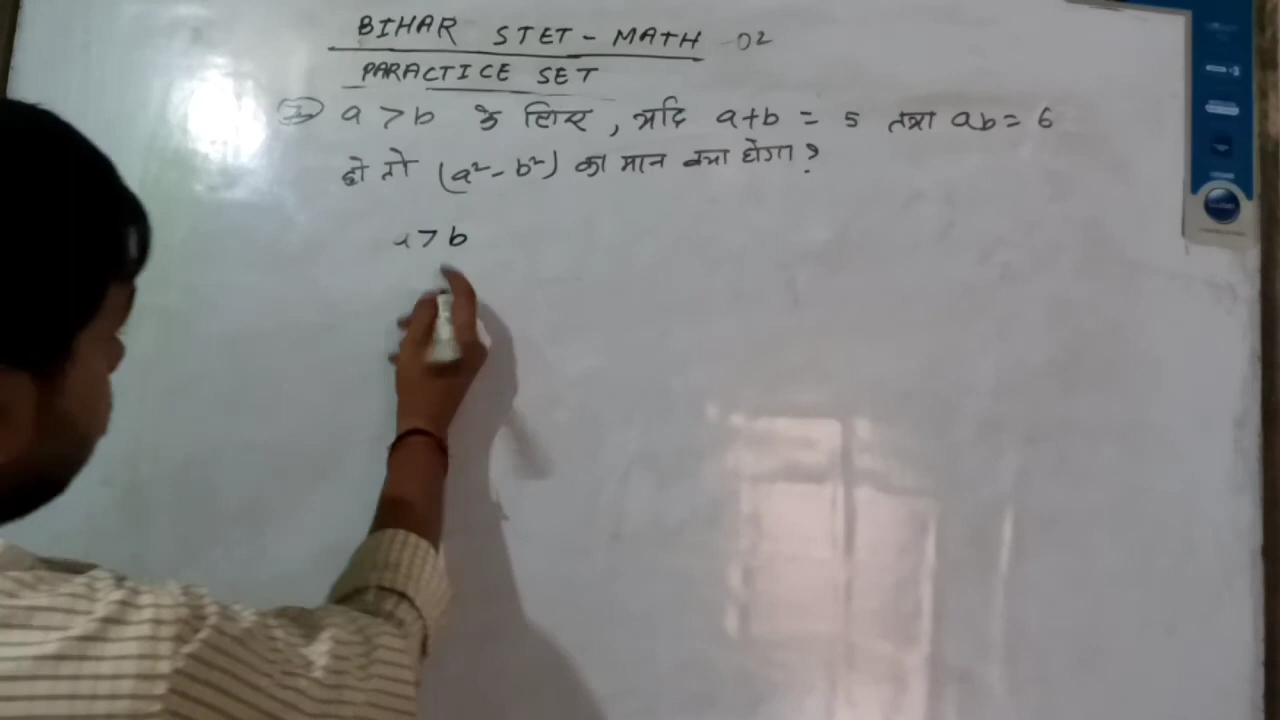 BIHAR STET - MATH - 02
PARACTICE SET
a > b के लिए, यदि a+b = 5 तथा ab = 6
हो तो (a² - b²) का मान क्या होगा?
a > b